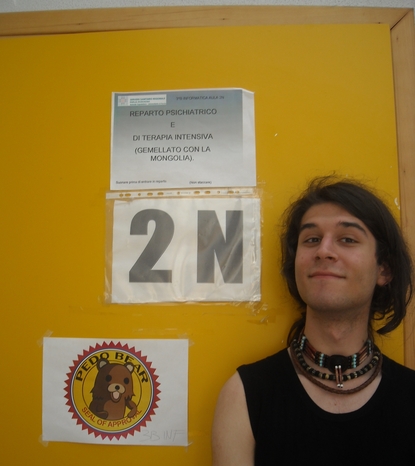 REPARTO PSICHIATRICO
E
DI TERAPIA INTENSIVA
(GEMELLATO CON LA
MONGOLIA).
2 N
PEDO BEAR
SEAL OF APPROVAL